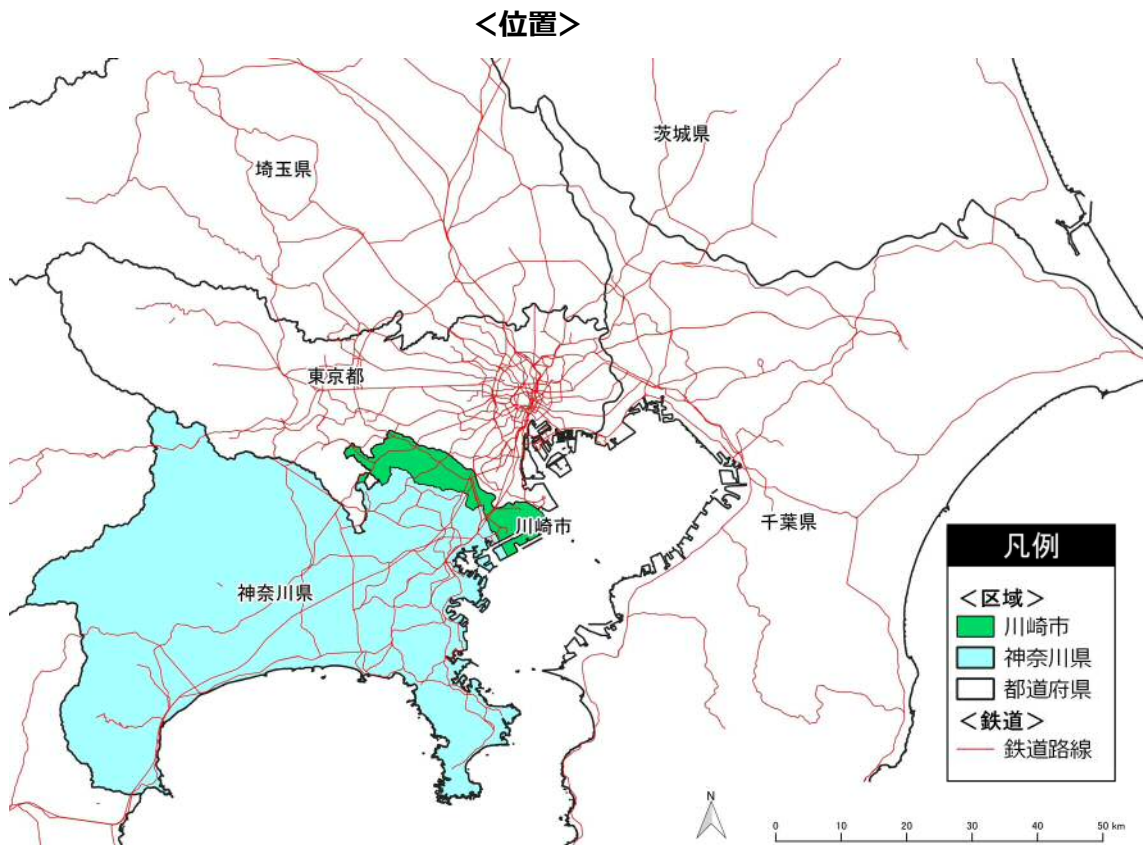 <位置>
茨城県
埼玉県
東京都
千葉県
川崎市
神奈川県
凡例
<区域>
川崎市
神奈川県
都道府県
<鉄道>
鉄道路線
N
0 10 20 30 40 50 km